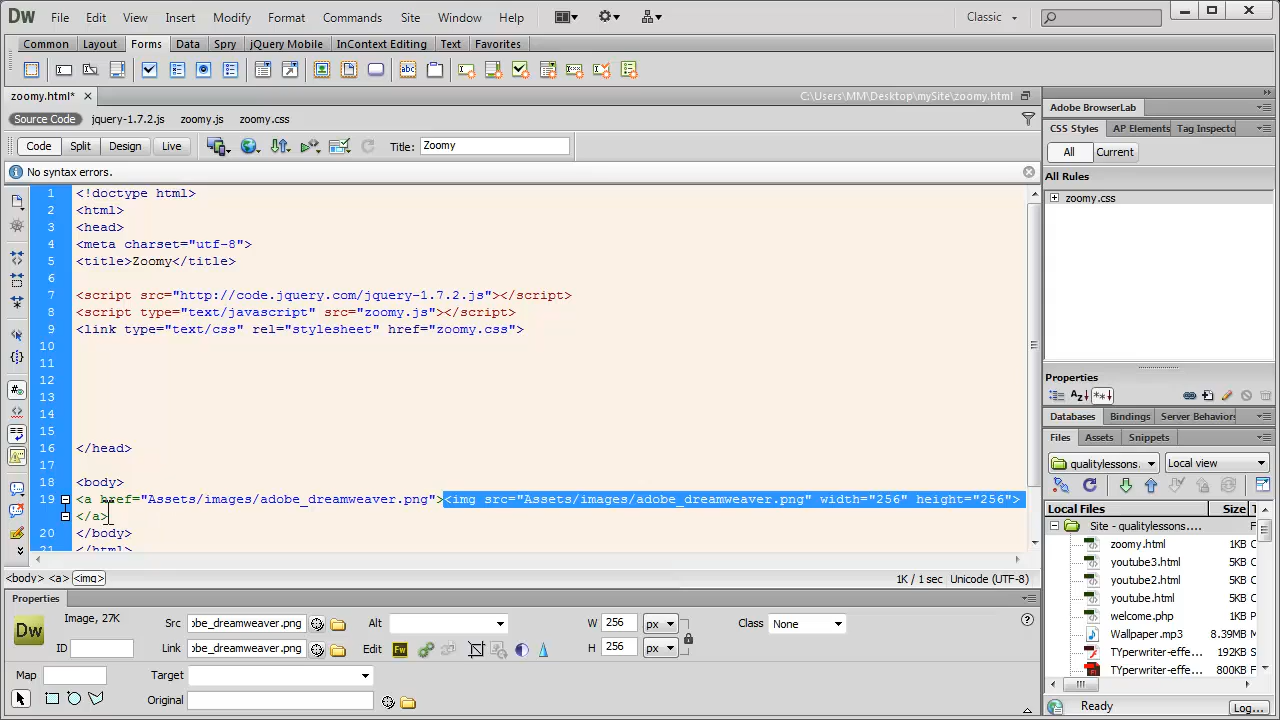 Dw File Edit View Insert Modify Format Commands Site Window Help Classic
Common Layout Forms Data Spry jQuery Mobile InContext Editing Text Favorites
zoomy.html* C:\Users\MM\Desktop\mySite\zoomy.html
Source Code jquery-1.7.2.js zoomy.js zoomy.css
Code Split Design Live Title: Zoomy
No syntax errors.
1 <!doctype html>
2 <html>
3 <head>
4 <meta charset="utf-8">
5 <title>Zoomy</title>
6
7 <script src="http://code.jquery.com/jquery-1.7.2.js"></script>
8 <script type="text/javascript" src="zoomy.js"></script>
9 <link type="text/css" rel="stylesheet" href="zoomy.css">
10
11
12
13
14
15
16 </head>
17
18 <body>
19 <a href="Assets/images/adobe_dreamweaver.png"><img src="Assets/images/adobe_dreamweaver.png" width="256" height="256">
</a>
20 </body>
21 </html>
<body> <a> <img> 1K / 1 sec Unicode (UTF-8)
Properties
Image, 27K Src obe_dreamweaver.png Alt W 256 px Class None
Dw ID Link obe_dreamweaver.png Edit Fw H 256 px
Map Target
Original
Adobe BrowserLab
CSS Styles AP Elements Tag Inspecto
All Current
All Rules
zoomy.css
Properties
Az
Databases Bindings Server Behaviors
Files Assets Snippets
qualitylessons. Local view
Local Files Size T
Site - qualitylessons.... F
zoomy.html 1KB C
youtube3.html 5KB C
youtube2.html 5KB C
youtube.html 5KB C
welcome.php 1KB C
Wallpaper.mp3 8.39MB V
TYperwriter-effe... 192KB S
TYperwriter-effe... 800KB F
Ready Log...